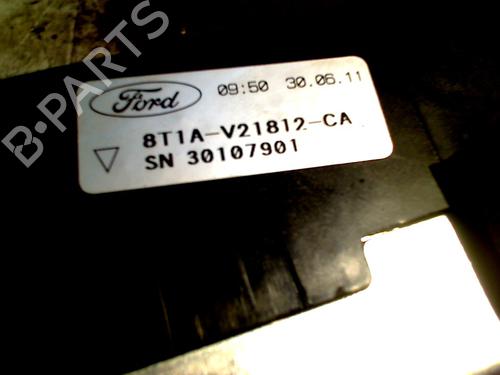 B-PARTS
Ford
09:50 30.06.11
8T1A-V21812-CA
SN 30107901